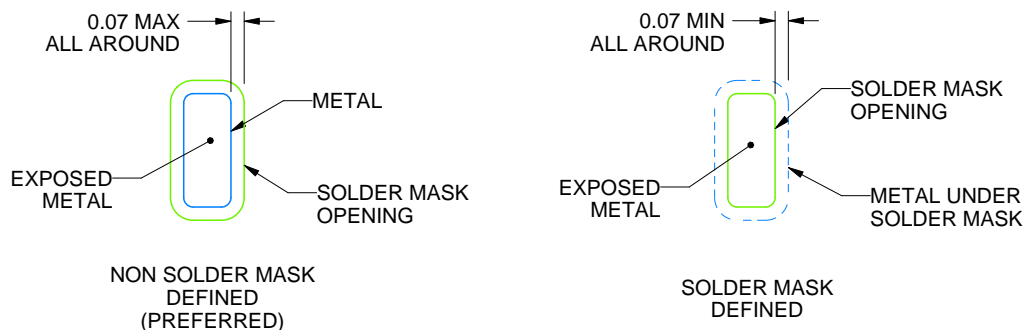 0.07 MAX
ALL AROUND
METAL
EXPOSED
METAL
SOLDER MASK
OPENING
NON SOLDER MASK
DEFINED
(PREFERRED)
0.07 MIN
ALL AROUND
SOLDER MASK
OPENING
EXPOSED
METAL
METAL UNDER
SOLDER MASK
SOLDER MASK
DEFINED